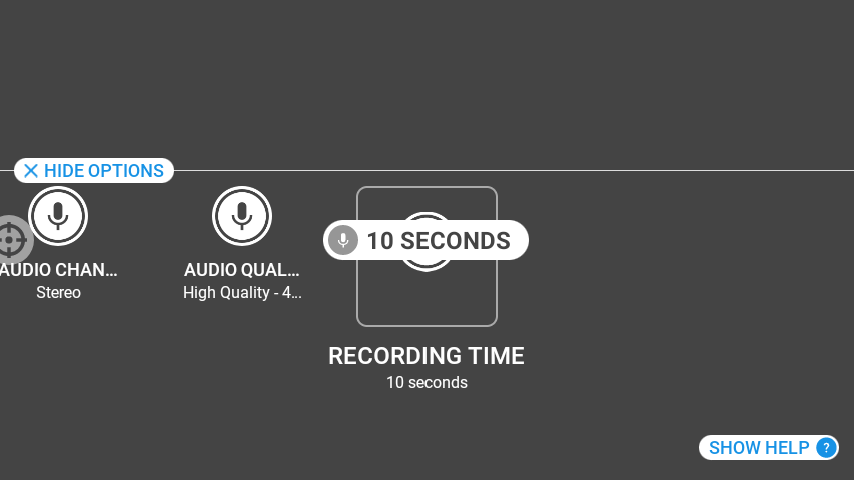 HIDE OPTIONS
10 SECONDS
AUDIO CHAN...
Stereo
AUDIO QUAL...
High Quality - 4...
RECORDING TIME
10 seconds
SHOW HELP ?